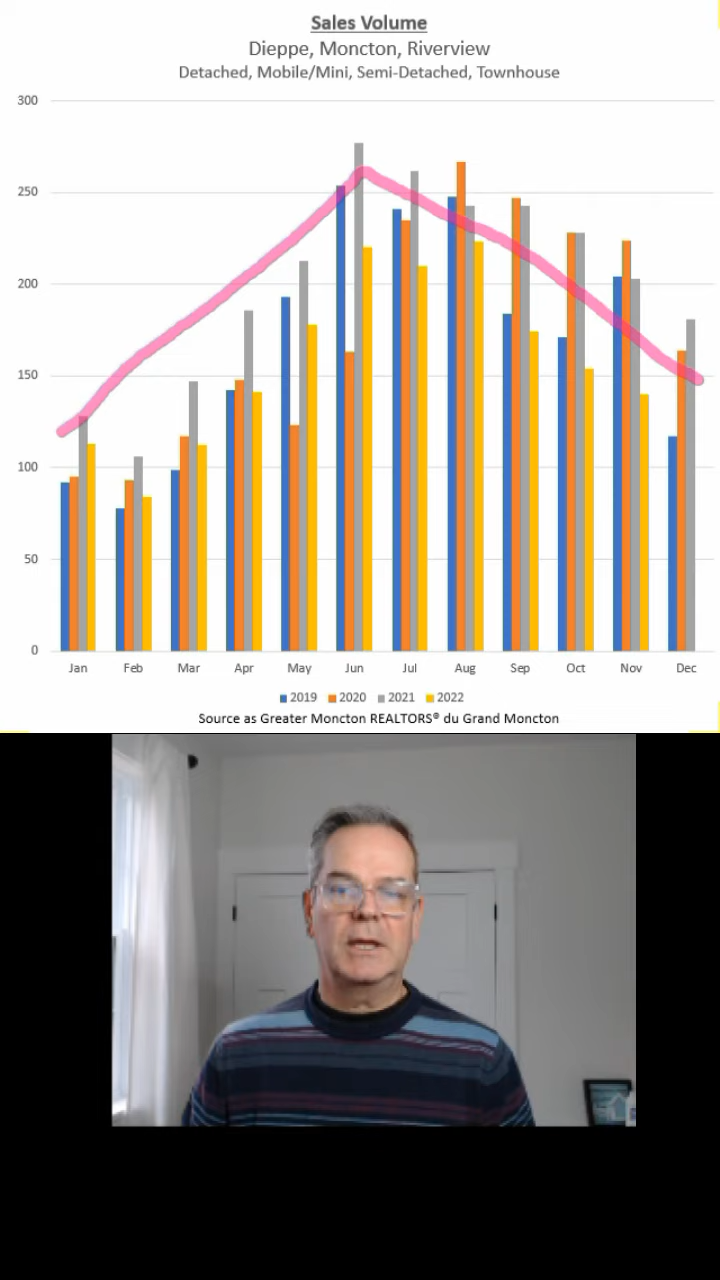 Sales Volume
Dieppe, Moncton, Riverview
Detached, Mobile/Mini, Semi-Detached, Townhouse
300
250
200
150
100
50
0
Jan Feb Mar Apr May Jun Jul Aug Sep Oct Nov Dec
2019 2020 2021 2022
Source as Greater Moncton REALTORS® du Grand Moncton